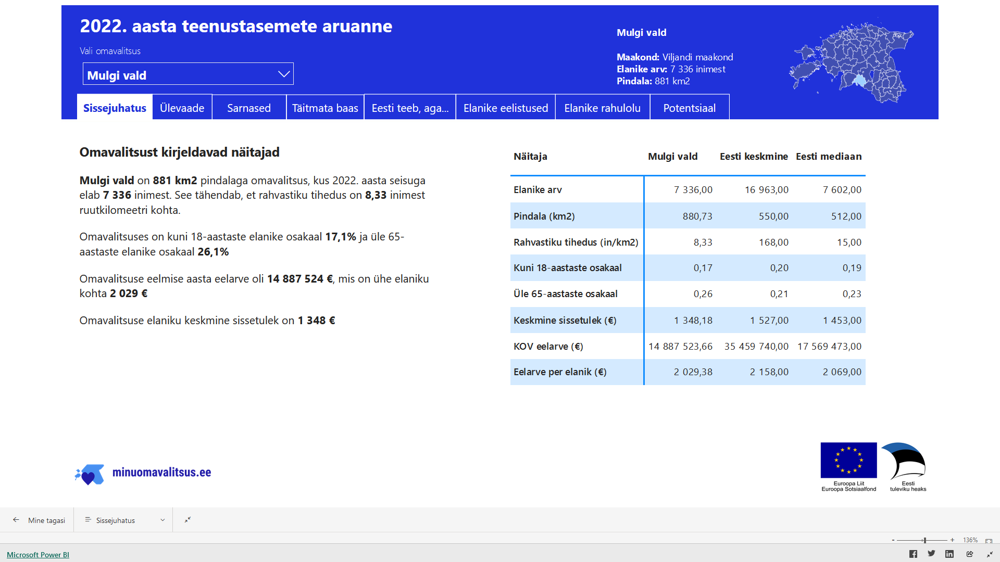 2022. aasta teenustasemete aruanne
Vali omavalitsus
Mulgi vald
Mulgi vald
Maakond: Viljandi maakond
Elanike arv: 7 336 inimest
Pindala: 881 km2
Sissejuhatus Ülevaade Sarnased Täitmata baas Eesti teeb, aga... Elanike eelistused Elanike rahulolu Potentsiaal
Omavalitsust kirjeldavad näitajad
Mulgi vald on 881 km2 pindalaga omavalitsus, kus 2022. aasta seisuga
elab 7 336 inimest. See tähendab, et rahvastiku tihedus on 8,33 inimest
ruutkilomeetri kohta.
Omavalitsuses on kuni 18-aastaste elanike osakaal 17,1% ja üle 65-
aastaste elanike osakaal 26,1%
Omavalitsuse eelmise aasta eelarve oli 14 887 524 €, mis on ühe elaniku
kohta 2 029 €
Omavalitsuse elaniku keskmine sissetulek on 1 348 €
Näitaja Mulgi vald Eesti keskmine Eesti mediaan
Elanike arv 7 336,00 16 963,00 7 602,00
Pindala (km2) 880,73 550,00 512,00
Rahvastiku tihedus (in/km2) 8,33 168,00 15,00
Kuni 18-aastaste osakaal 0,17 0,20 0,19
Üle 65-aastaste osakaal 0,26 0,21 0,23
Keskmine sissetulek (€) 1 348,18 1 527,00 1 453,00
KOV eelarve (€) 14 887 523,66 35 459 740,00 17 569 473,00
Eelarve per elanik (€) 2 029,38 2 158,00 2 069,00
minuomavalitsus.ee
Euroopa Liit
Euroopa Sotsiaalfond
Eesti
tuleviku heaks
Mine tagasi Sissejuhatus
- + 136%
Microsoft Power BI